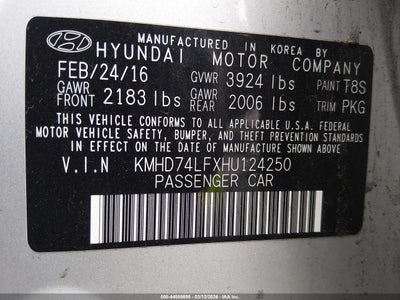 MANUFACTURED IN KOREA BY
HYUNDAI MOTOR COMPANY
FEB/24/16 GVWR 3924 lbs PAINT T8S
GAWR FRONT 2183 lbs GAWR REAR 2006 lbs TRIM PKG
THIS VEHICLE CONFORMS TO ALL APPLICABLE U.S.A. FEDERAL
MOTOR VEHICLE SAFETY, BUMPER, AND THEFT PREVENTION STANDARDS
IN EFFECT ON THE DATE OF MANUFACTURE SHOWN ABOVE.
V.I.N KMHD74LFXHU124250
PASSENGER CAR